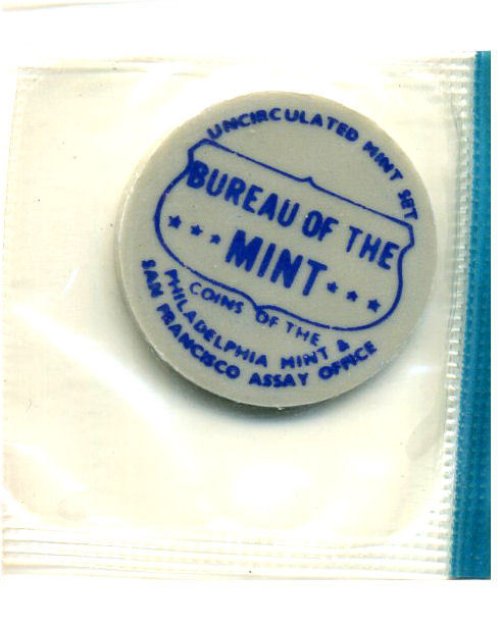 UNCIRCULATED MINT SET
BUREAU OF THE
MINT
COINS OF THE
PHILADELPHIA MINT &
SAN FRANCISCO ASSAY OFFICE